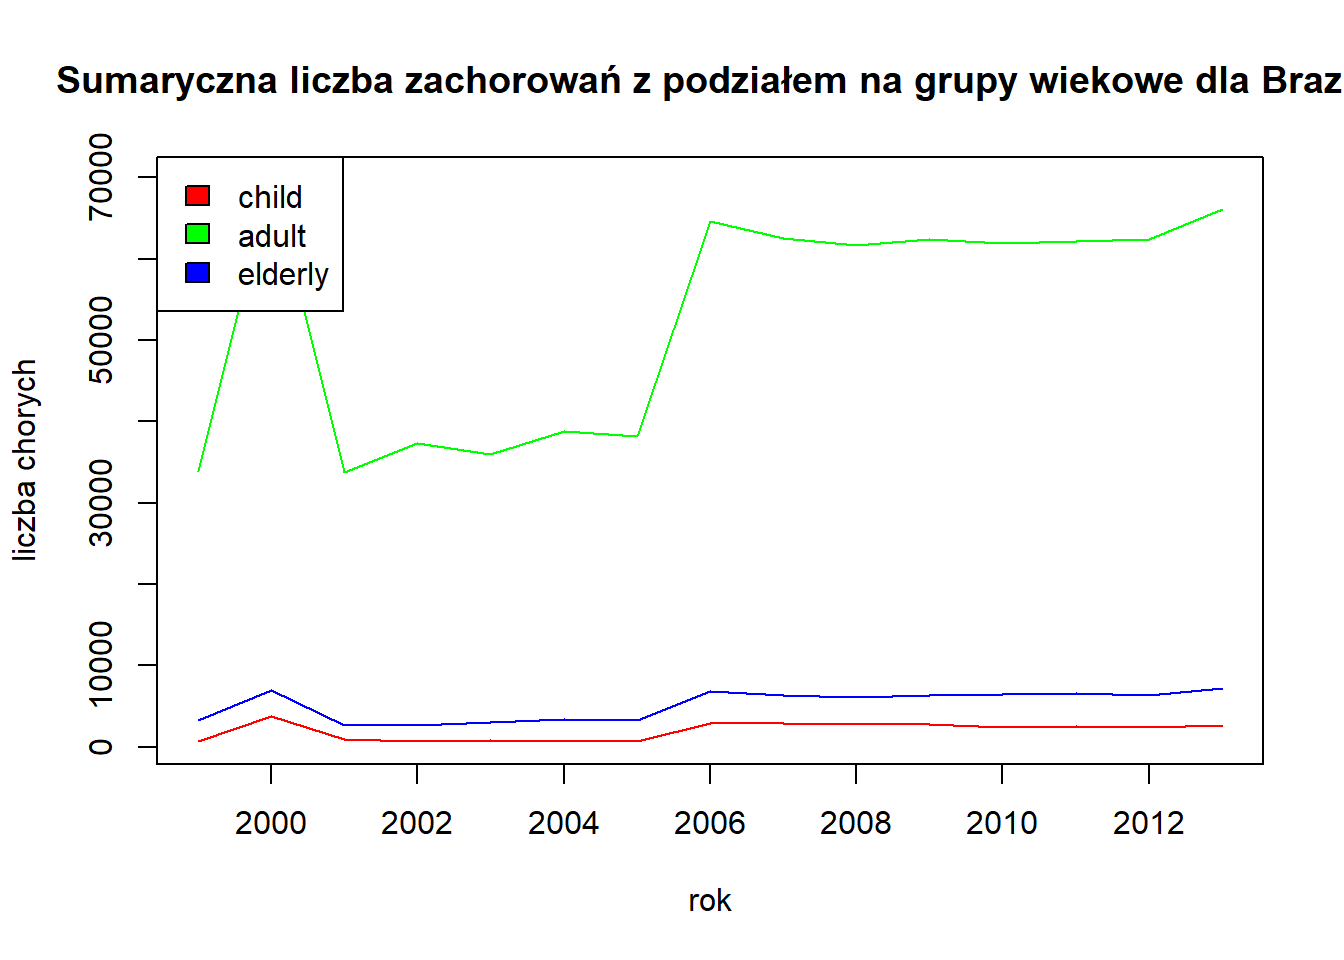 Sumaryczna liczba zachorowań z podziałem na grupy wiekowe dla Braz
child
adult
elderly
liczba chorych
70000
50000
30000
10000
0
2000 2002 2004 2006 2008 2010 2012
rok